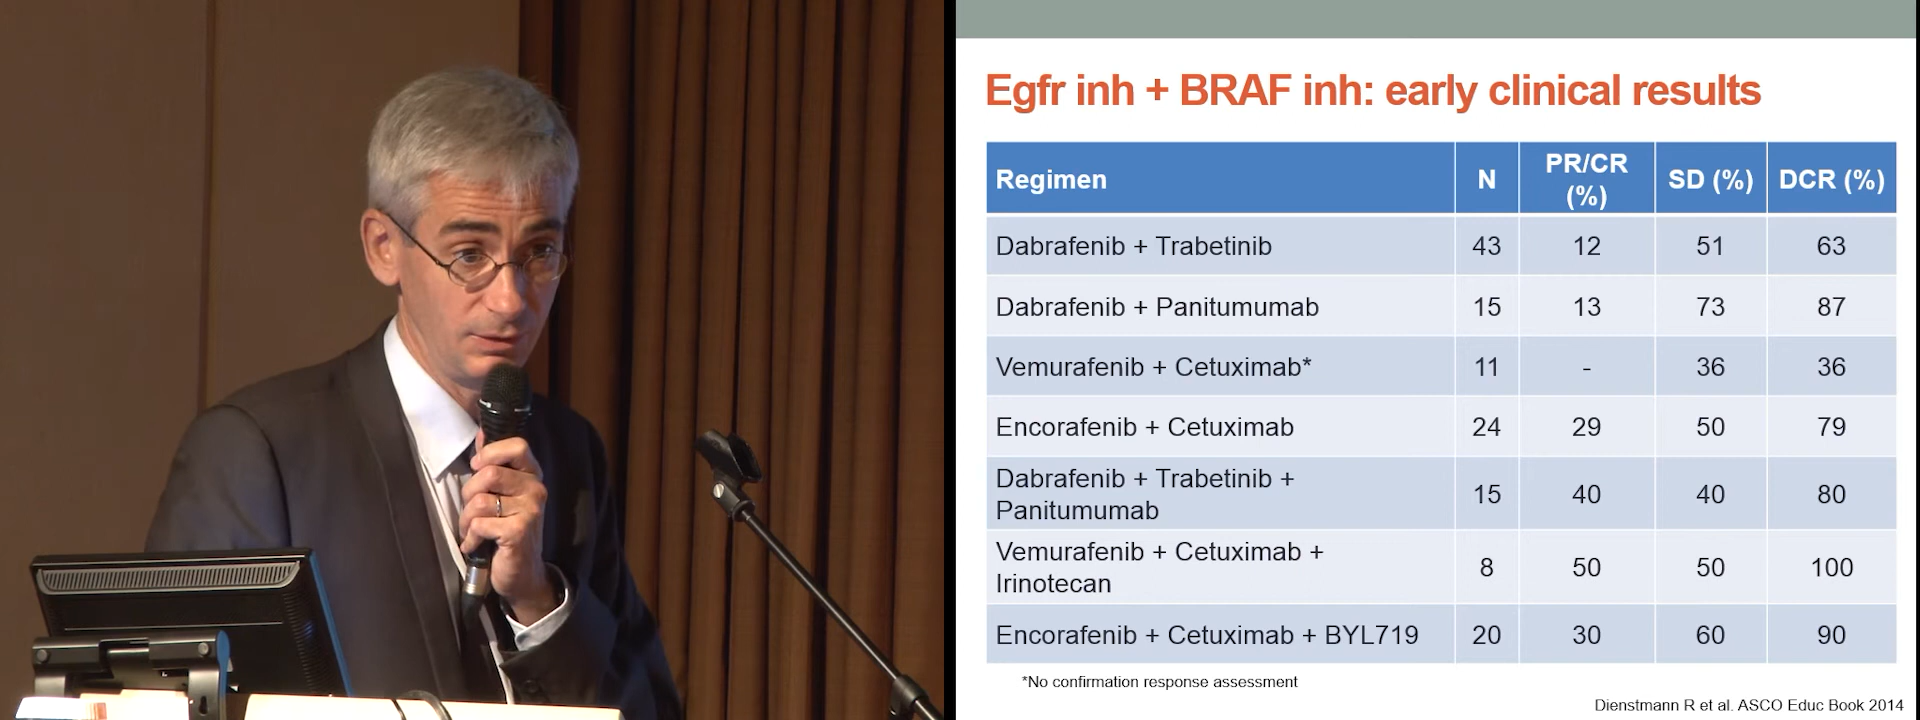 Egfr inh + BRAF inh: early clinical results
Regimen N PR/CR (%) SD (%) DCR (%)
Dabrafenib + Trabetinib 43 12 51 63
Dabrafenib + Panitumumab 15 13 73 87
Vemurafenib + Cetuximab* 11 - 36 36
Encorafenib + Cetuximab 24 29 50 79
Dabrafenib + Trabetinib +
Panitumumab 15 40 40 80
Vemurafenib + Cetuximab +
Irinotecan 8 50 50 100
Encorafenib + Cetuximab + BYL719 20 30 60 90
*No confirmation response assessment
Dienstmann R et al. ASCO Educ Book 2014